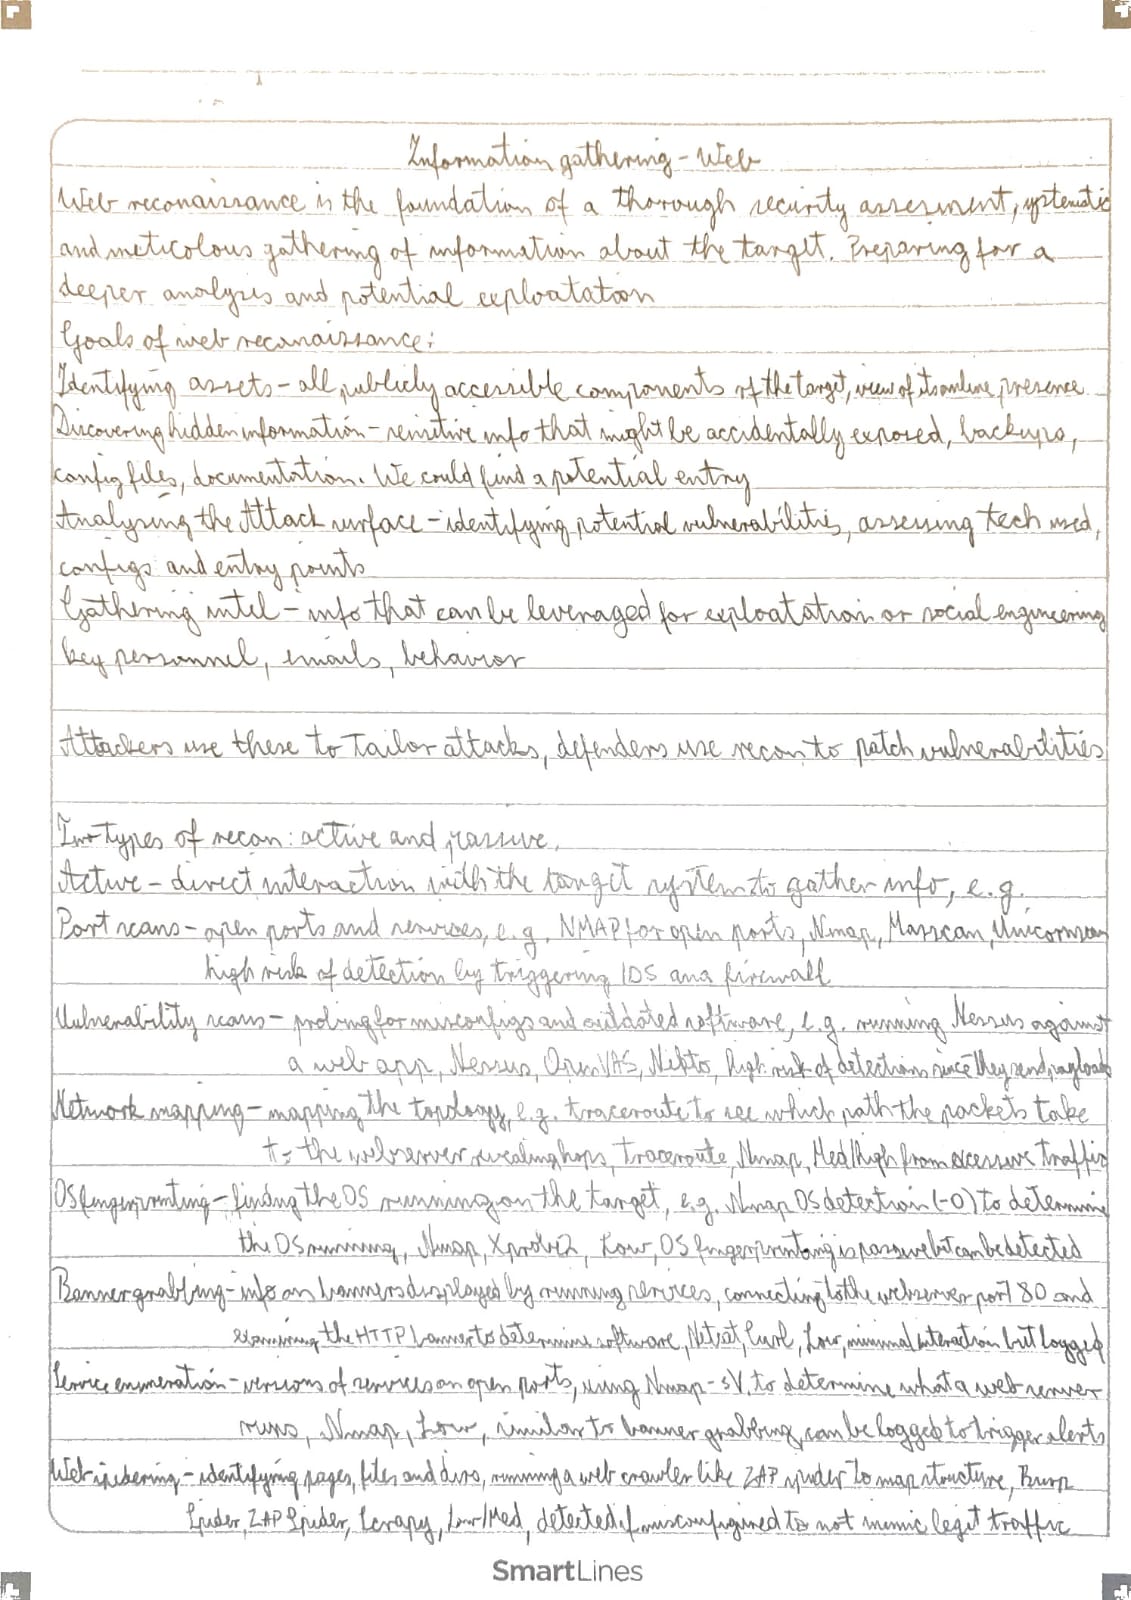 Information gathering - Web
Web reconaissance is the foundation of a thorough security assesment, systematic
and meticolous gathering of information about the target. Preparing for a
deeper analysis and potential exploatation
Goals of web reconaissance:
Identifying assets - all publicly accessible components of the target, view of its online presence
Discovering hidden information - sensitive info that might be accidentally exposed, backups,
config files, documentation. We could find a potential entry
Analysing the Attack surface - identifying potential vulnerabilities, assessing tech used,
configs and entry points
Gathering intel - info that can be leveraged for exploatation or social engineering
key personnel, emails, behavior
Attackers use these to tailor attacks, defenders use recon to patch vulnerabilities
Two types of recon: active and passive.
Active - direct interaction with the target system to gather info, e.g.
Port scans - open ports and services, e.g. NMAP for open ports, Nmap, Masscan, Unicornscan
high risk of detection by triggering IDS and firewall
Vulnerability scans - probing for misconfigs and outdated software, e.g. running Nessus against
a web app, Nessus, OpenVAS, Nikto, high risk of detection since they send payloads
Network mapping - mapping the topology, e.g. traceroute to see which path the packets take
to the webserver revealing hops, traceroute, Nmap, Med/High from excessive traffic
OS fingerprinting - finding the OS running on the target, e.g. Nmap OS detection (-O) to determine
the OS running, Nmap, Xprobe2, Low, OS fingerprinting is passive but can be detected
Banner grabbing - info on banners displayed by running services, connecting to the webserver port 80 and
examining the HTTP banner to determine software, Netcat, Curl, Low, minimal interaction but logged
Service enumeration - versions of services on open ports, using Nmap -sV. to determine what a web server
runs, Nmap, Low, similar to banner grabbing, can be logged to trigger alerts
Web spidering - identifying pages, files and dirs, running a web crawler like ZAP spider to map structure, Burp
Spider, ZAP Spider, Scrapy, Low/Med, detected if misconfigured to not mimic legit traffic
SmartLines